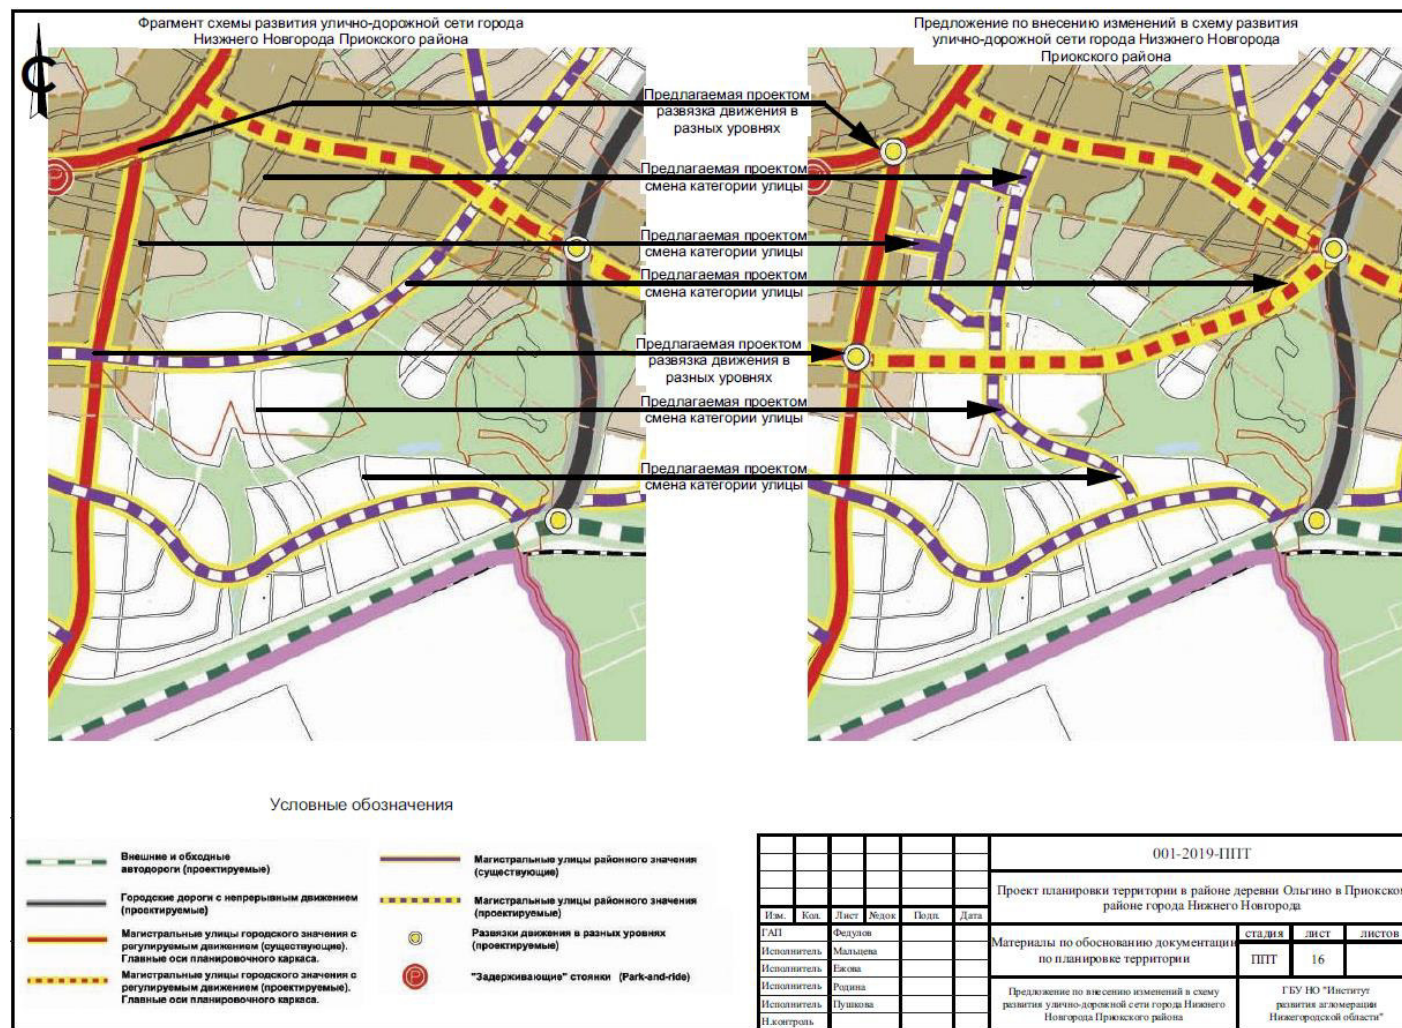 Фрагмент схемы развития улично-дорожной сети города
Низжнего Новгорода Приокского района
Предложение по внесению изменений в схему развития
улично-дорожной сети города Низжнего Новгорода
Приокского района
С
Предлагаемая проектом
развязка движения в
разных уровнях
Предлагаемая проектом
смена категории улицы
Предлагаемая проектом
смена категории улицы
Предлагаемая проектом
смена категории улицы
Предлагаемая проектом
развязка движения в
разных уровнях
Предлагаемая проектом
смена категории улицы
Предлагаемая проектом
смена категории улицы
P
Условные обозначения
Внешние и обходные
автодороги (проектируемые)
Городские дороги с непрерывным движением
(проектируемые)
Магистральные улицы городского значения с
регулируемым движением (существующие).
Главные оси планировочного каркаса.
Магистральные улицы городского значения с
регулируемым движением (проектируемые).
Главные оси планировочного каркаса.
Магистральные улицы районного значения
(существующие)
Магистральные улицы районного значения
(проектируемые)
Развязки движения в разных уровнях
(проектируемые)
P
"Задерживающие" стоянки (Park-and-ride)
001-2019-ППТ
Проект планировки территории в районе деревни Ольгино в Приокском
районе города Нижнего Новгорода
Изм. Кол. Лист №док Подп. Дата
ГАП Федулов
Исполнитель Мальцева
Исполнитель Ежова
Исполнитель Родина
Исполнитель Пушкова
Н.контроль
Материалы по обоснованию документации
по планировке территории
стадия лист листов
ППТ 16
Предложение по внесению изменений в схему
развития улично-дорожной сети города Нижнего
Новгорода Приокского района
ГБУ НО "Институт
развития агломерации
Нижегородской области"